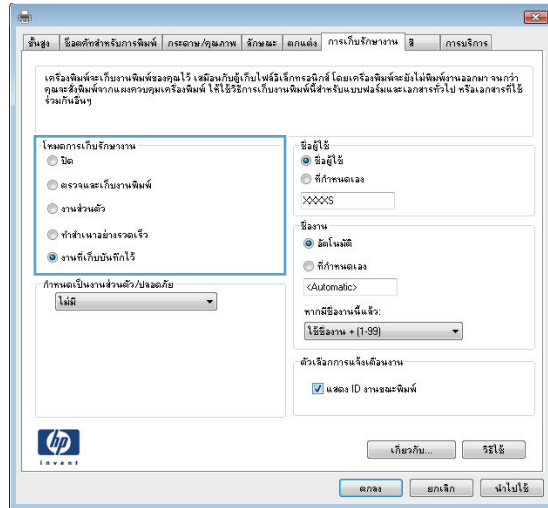 ขั้นสูง ช็อตคัทสำหรับการพิมพ์ กระดาษ/คุณภาพ ลักษณะ ตกแต่ง การเก็บรักษางาน สี การบริการ
เครื่องพิมพ์จะเก็บงานพิมพ์ของคุณไว้ เสมือนกับตู้เก็บไฟล์อิเล็กทรอนิกส์ โดยเครื่องพิมพ์จะยังไม่พิมพ์งานออกมา จนกว่า
คุณจะสั่งพิมพ์จากแผงควบคุมเครื่องพิมพ์ ให้ใช้วิธีการเก็บงานพิมพ์นี้สำหรับแบบฟอร์มและเอกสารทั่วไป หรือเอกสารที่ใช้
ร่วมกันอื่นๆ
โหมดการเก็บรักษางาน
ปิด
ตรวจและเก็บงานพิมพ์
งานส่วนตัว
ทำสำเนาอย่างรวดเร็ว
งานที่เก็บบันทึกไว้
กำหนดเป็นงานส่วนตัว/ปลอดภัย
ไม่มี
ชื่อผู้ใช้
ชื่อผู้ใช้
ที่กำหนดเอง
XXXXS
ชื่องาน
อัตโนมัติ
ที่กำหนดเอง
<Automatic>
หากมีชื่องานนี้แล้ว:
ใช้ชื่องาน + (1-99)
ตัวเลือกการแจ้งเตือนงาน
แสดง ID งานขณะพิมพ์
hp
invent
เกี่ยวกับ... วิธีใช้
ตกลง ยกเลิก นำไปใช้